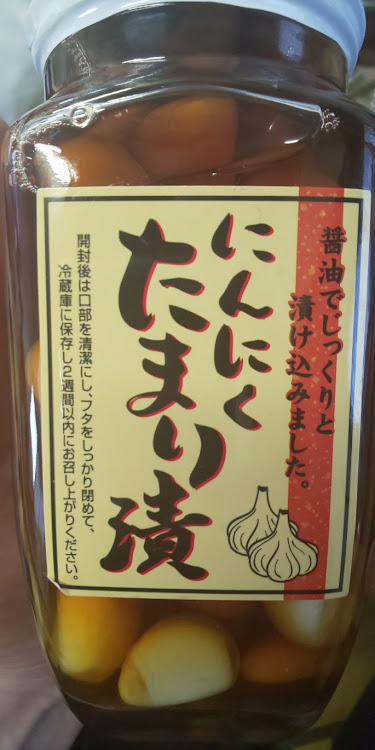 醤油でじっくりと
漬け込みました。
にんにく
たまり漬
開封後は口部を清潔にし、フタをしっかり閉めて、
冷蔵庫に保存し2週間以内にお召し上がりください。